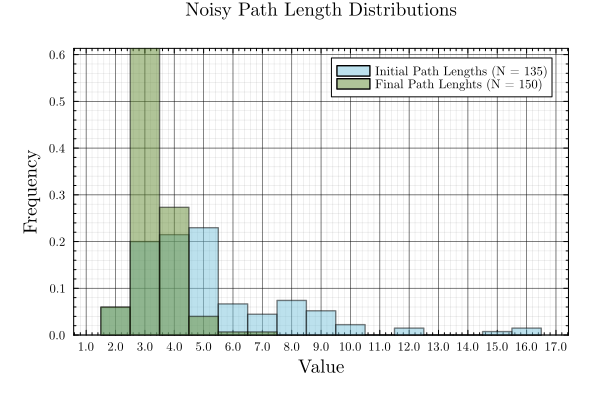 Noisy Path Length Distributions
Initial Path Lengths (N = 135)
Final Path Lenghts (N = 150)
Frequency
0.6
0.5
0.4
0.3
0.2
0.1
0.0
1.0 2.0 3.0 4.0 5.0 6.0 7.0 8.0 9.0 10.0 11.0 12.0 13.0 14.0 15.0 16.0 17.0
Value